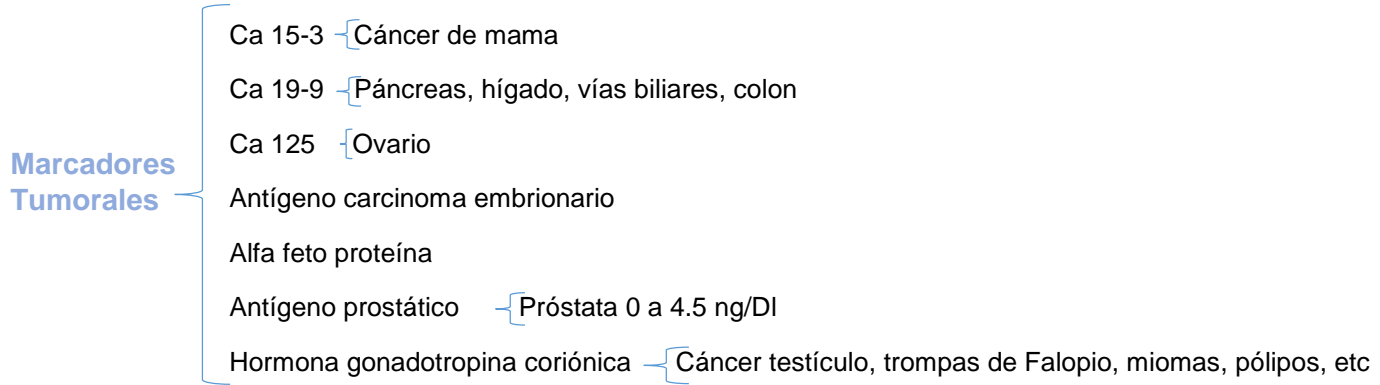 Marcadores
Tumorales
Ca 15-3 Cáncer de mama
Ca 19-9 Páncreas, hígado, vías biliares, colon
Ca 125 Ovario
Antígeno carcinoma embrionario
Alfa feto proteína
Antígeno prostático Próstata 0 a 4.5 ng/Dl
Hormona gonadotropina coriónica Cáncer testículo, trompas de Falopio, miomas, pólipos, etc